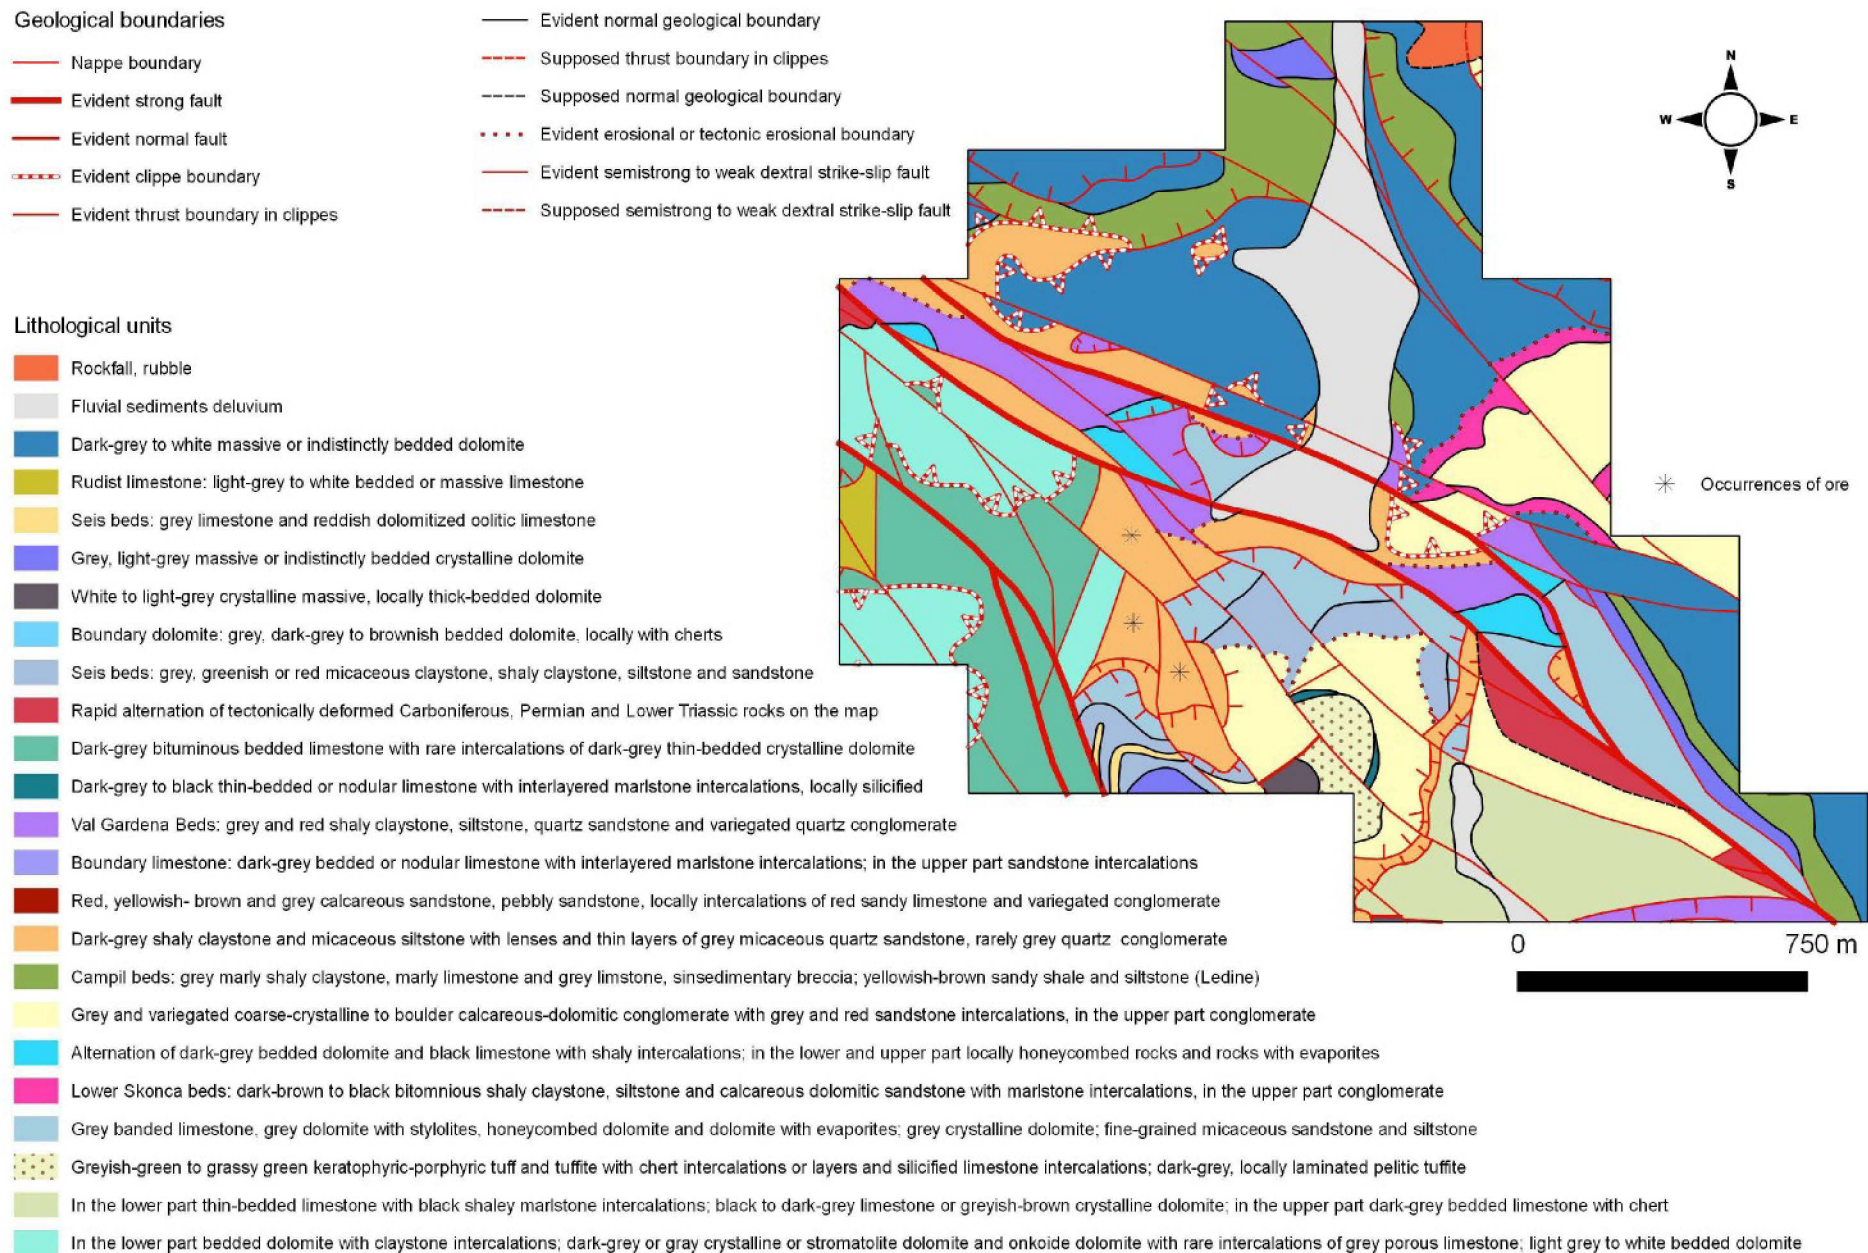 Geological boundaries
Nappe boundary
Evident strong fault
Evident normal fault
Evident clippe boundary
Evident thrust boundary in clippes
Evident normal geological boundary
Supposed thrust boundary in clippes
Supposed normal geological boundary
Evident erosional or tectonic erosional boundary
Evident semistrong to weak dextral strike-slip fault
Supposed semistrong to weak dextral strike-slip fault
N
W E
S
Occurrences of ore
Lithological units
Rockfall, rubble
Fluvial sediments deluvium
Dark-grey to white massive or indistinctly bedded dolomite
Rudist limestone: light-grey to white bedded or massive limestone
Seis beds: grey limestone and reddish dolomitized oolitic limestone
Grey, light-grey massive or indistinctly bedded crystalline dolomite
White to light-grey crystalline massive, locally thick-bedded dolomite
Boundary dolomite: grey, dark-grey to brownish bedded dolomite, locally with cherts
Seis beds: grey, greenish or red micaceous claystone, shaly claystone, siltstone and sandstone
Rapid alternation of tectonically deformed Carboniferous, Permian and Lower Triassic rocks on the map
Dark-grey bituminous bedded limestone with rare intercalations of dark-grey thin-bedded crystalline dolomite
Dark-grey to black thin-bedded or nodular limestone with interlayered marlstone intercalations, locally silicified
Val Gardena Beds: grey and red shaly claystone, siltstone, quartz sandstone and variegated quartz conglomerate
Boundary limestone: dark-grey bedded or nodular limestone with interlayered marlstone intercalations; in the upper part sandstone intercalations
Red, yellowish- brown and grey calcareous sandstone, pebbly sandstone, locally intercalations of red sandy limestone and variegated conglomerate
Dark-grey shaly claystone and micaceous siltstone with lenses and thin layers of grey micaceous quartz sandstone, rarely grey quartz conglomerate
Campil beds: grey marly shaly claystone, marly limestone and grey limstone, sinsedimentary breccia; yellowish-brown sandy shale and siltstone (Ledine)
Grey and variegated coarse-crystalline to boulder calcareous-dolomitic conglomerate with grey and red sandstone intercalations, in the upper part conglomerate
Alternation of dark-grey bedded dolomite and black limestone with shaly intercalations; in the lower and upper part locally honeycombed rocks and rocks with evaporites
Lower Skonca beds: dark-brown to black bitomnious shaly claystone, siltstone and calcareous dolomitic sandstone with marlstone intercalations, in the upper part conglomerate
Grey banded limestone, grey dolomite with stylolites, honeycombed dolomite and dolomite with evaporites; grey crystalline dolomite; fine-grained micaceous sandstone and siltstone
Greyish-green to grassy green keratophyric-porphyric tuff and tuffite with chert intercalations or layers and silicified limestone intercalations; dark-grey, locally laminated pelitic tuffite
In the lower part thin-bedded limestone with black shaley marlstone intercalations; black to dark-grey limestone or greyish-brown crystalline dolomite; in the upper part dark-grey bedded limestone with chert
In the lower part bedded dolomite with claystone intercalations; dark-grey or gray crystalline or stromatolite dolomite and onkoide dolomite with rare intercalations of grey porous limestone; light grey to white bedded dolomite
0 750 m